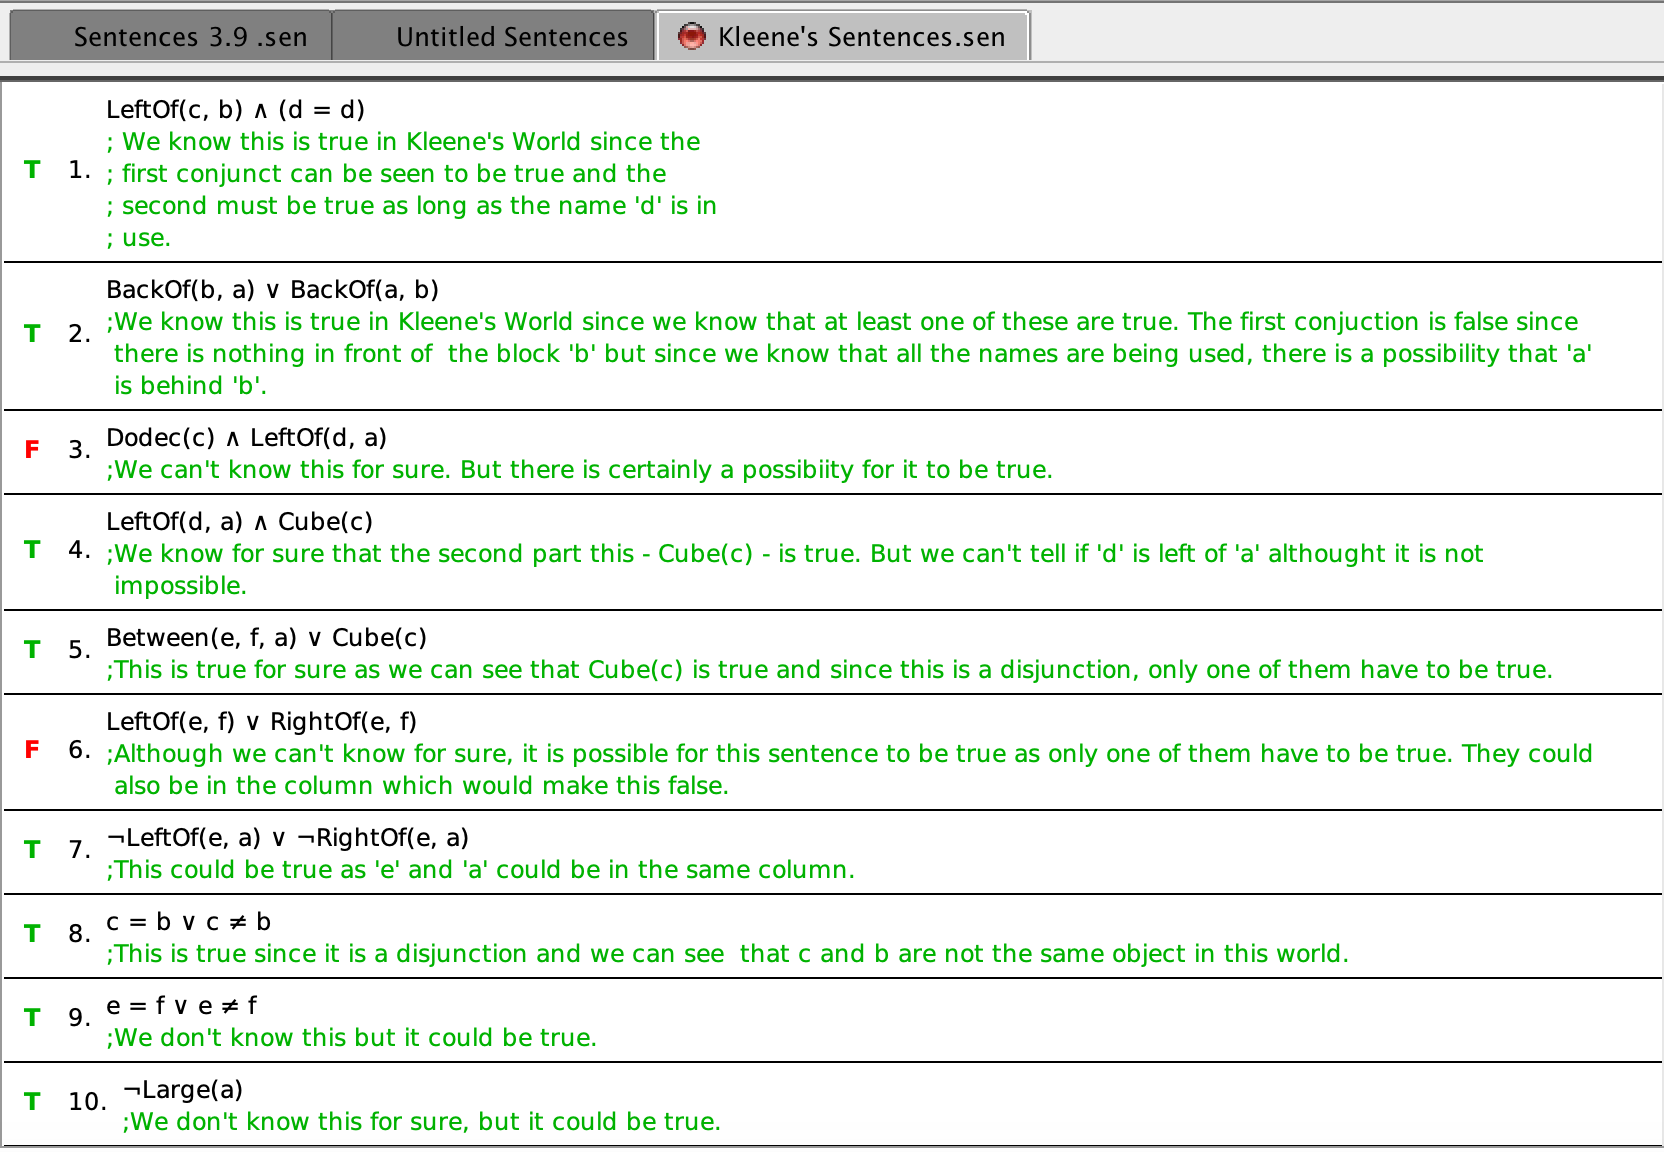 Sentences 3.9 .sen
Untitled Sentences
Kleene's Sentences.sen
LeftOf(c, b) ∧ (d = d)
; We know this is true in Kleene's World since the
T 1. ; first conjunct can be seen to be true and the
; second must be true as long as the name 'd' is in
; use.
BackOf(b, a) ∨ BackOf(a, b)
T 2. ;We know this is true in Kleene's World since we know that at least one of these are true. The first conjuction is false since
there is nothing in front of  the block 'b' but since we know that all the names are being used, there is a possibility that 'a'
is behind 'b'.
F 3. Dodec(c) ∧ LeftOf(d, a)
;We can't know this for sure. But there is certainly a possibiity for it to be true.
LeftOf(d, a) ∧ Cube(c)
T 4. ;We know for sure that the second part this - Cube(c) - is true. But we can't tell if 'd' is left of 'a' althought it is not
impossible.
T 5. Between(e, f, a) ∨ Cube(c)
;This is true for sure as we can see that Cube(c) is true and since this is a disjunction, only one of them have to be true.
LeftOf(e, f) ∨ RightOf(e, f)
F 6. ;Although we can't know for sure, it is possible for this sentence to be true as only one of them have to be true. They could
also be in the column which would make this false.
T 7. ¬LeftOf(e, a) ∨ ¬RightOf(e, a)
;This could be true as 'e' and 'a' could be in the same column.
T 8. c = b ∨ c ≠ b
;This is true since it is a disjunction and we can see  that c and b are not the same object in this world.
T 9. e = f ∨ e ≠ f
;We don't know this but it could be true.
T 10. ¬Large(a)
;We don't know this for sure, but it could be true.